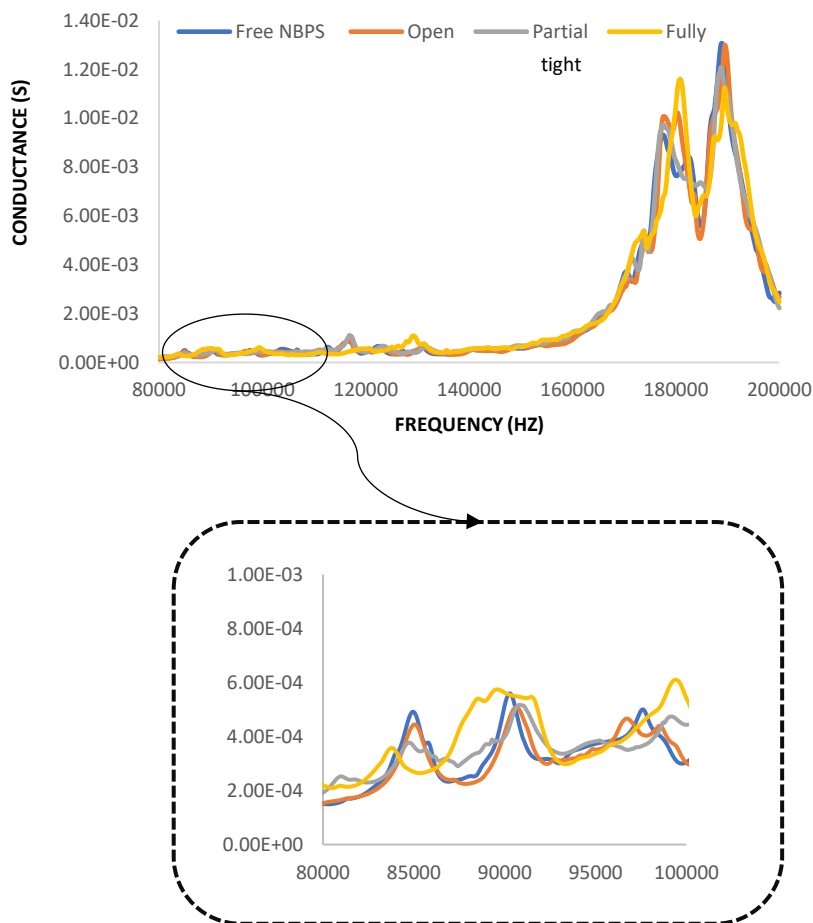 1.40E-02
Free NBPS Open Partial Fully
tight
1.20E-02
1.00E-02
8.00E-03
6.00E-03
4.00E-03
2.00E-03
0.00E+00
CONDUCTANCE (S)
80000 100000 120000 140000 160000 180000 200000
FREQUENCY (HZ)
1.00E-03
8.00E-04
6.00E-04
4.00E-04
2.00E-04
0.00E+00
80000 85000 90000 95000 100000